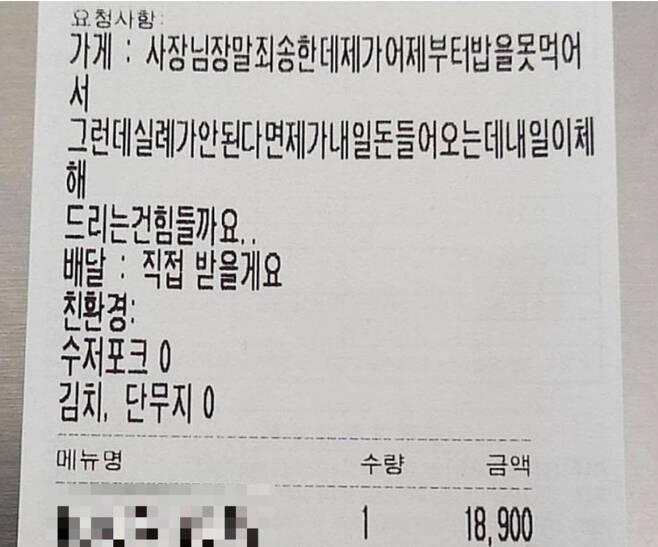 요청사항:
가게 : 사장님장말죄송한데제가어제부터밥을못먹어
서
그런데실례가안된다면제가내일돈들어오는데내일이체
해
드리는건힘들까요..
배달 : 직접 받을게요
친환경:
수저포크 0
김치, 단무지 0
메뉴명 수량 금액
1 18,900